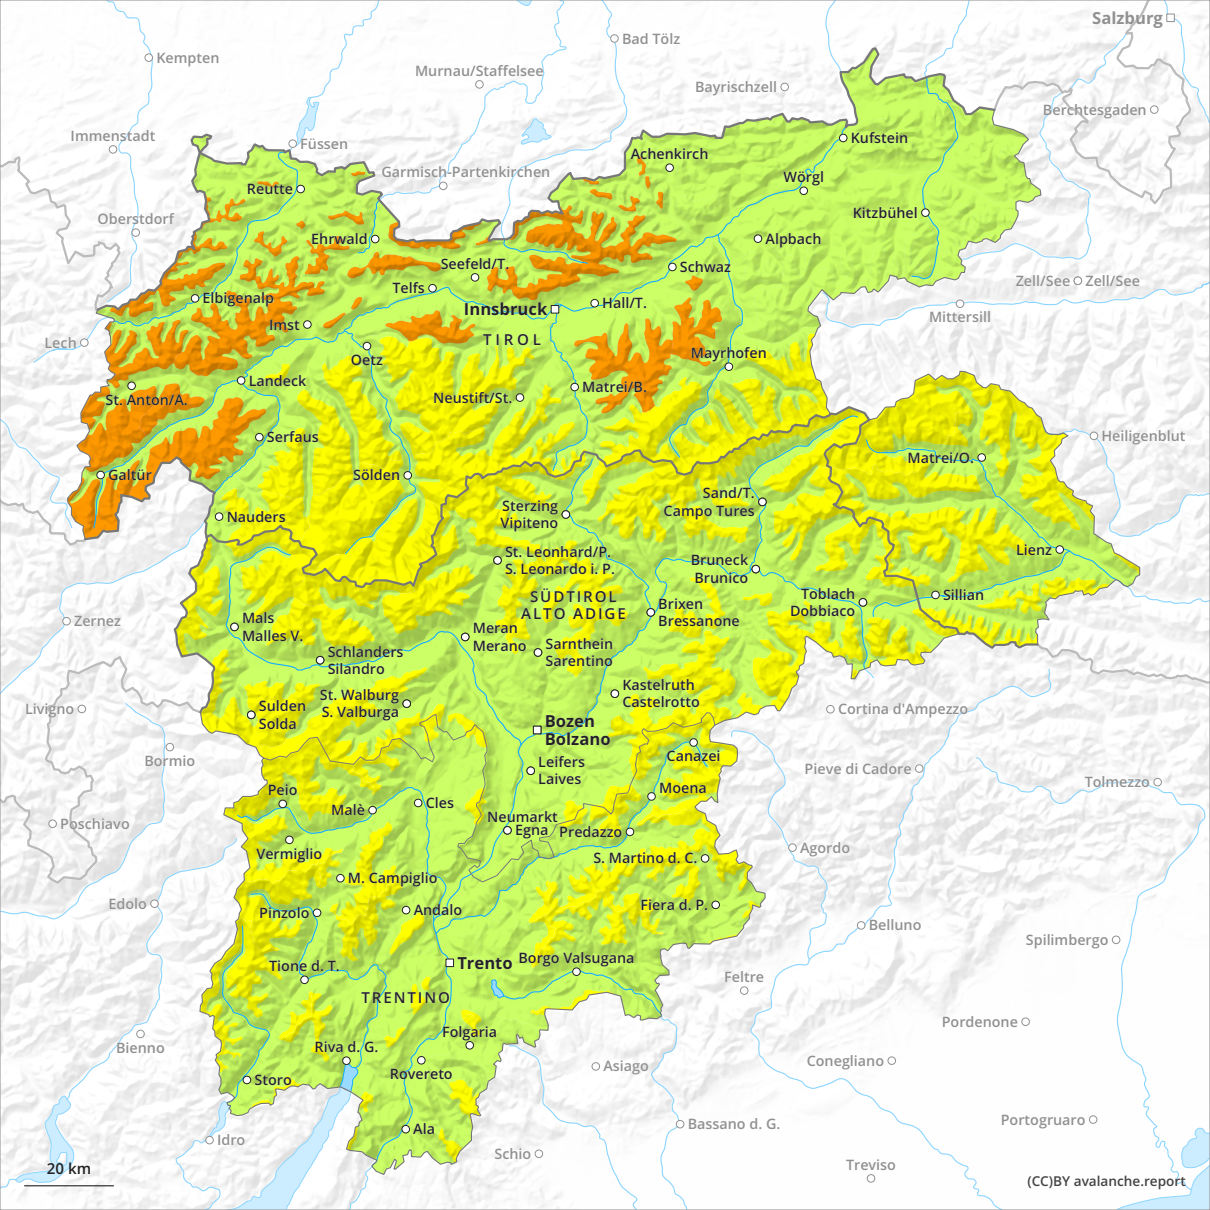 Salzburg
Bad Tölz
Kempten
Murnau/Staffelsee
Bayrischzell
Berchtesgaden
Immenstadt
Füssen
Kufstein
Achenkirch
Garmisch-Partenkirchen
Wörgl
Reutte
Oberstdorf
Kitzbühel
Ehrwald
Alpbach
Seefeld/T.
Schwaz
Zell/See
Zell/See
Telfs
Elbigenalp
Hall/T.
Innsbruck
Mittersill
Imst
TIROL
Lech
Oetz
Mayrhofen
Landeck
Matrei/B.
St. Anton/A.
Neustift/St.
Serfaus
Heiligenblut
Matrei/O.
Galtür
Sölden
Sand/T.
Campo Tures
Sterzing
Vipiteno
Nauders
Lienz
St. Leonhard/P.
S. Leonardo i. P.
Bruneck
Brunico
SÜDTIROL
ALTO ADIGE
Toblach
Dobbiaco
Sillian
Brixen
Bressanone
Zernez
Mals
Malles V.
Meran
Merano
Sarnthein
Sarentino
Schlanders
Silandro
Kastelruth
Castelrotto
St. Walburg
S. Valburga
Livigno
Sulden
Solda
Cortina d'Ampezzo
Bozen
Bolzano
Canazei
Bormio
Leifers
Laives
Pieve di Cadore
Tolmezzo
Peio
Moena
Malè
Cles
Neumarkt
Egna
Predazzo
Poschiavo
Agordo
Vermiglio
S. Martino d. C.
M. Campiglio
Edolo
Pinzolo
Andalo
Fiera d. P.
Belluno
Spilimbergo
Trento
Borgo Valsugana
Tione d. T.
Feltre
TRENTINO
Pordenone
Folgaria
Bienno
Riva d. G.
Conegliano
Asiago
Rovereto
Storo
Portogruaro
Bassano d. G.
Ala
Idro
Schio
Treviso
20 km
(CC)BY avalanche.report